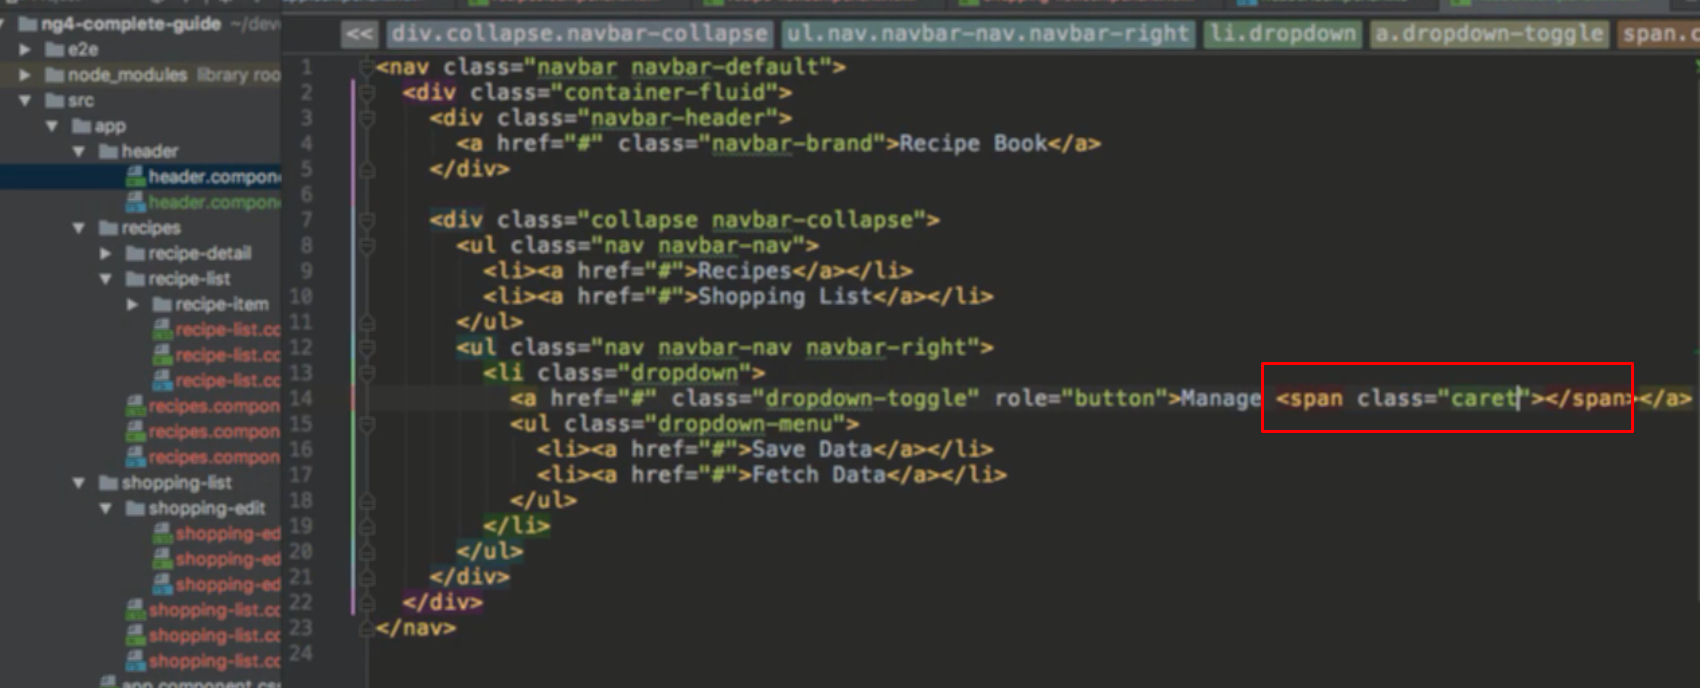 ng4-complete-guide ~/dev
e2e
node_modules library roo
src
app
header
header.compone
header.compon
recipes
recipe-detail
recipe-list
recipe-item
recipe-list.cc
recipe-list.cc
recipe-list.cc
recipes.compon
recipes.compon
recipes.compon
shopping-list
shopping-edit
shopping-ed
shopping-ed
shopping-ed
shopping-list.cc
shopping-list.cc
shopping-list.cc
app.component.cs
<< div.collapse.navbar-collapse ul.nav.navbar-nav.navbar-right li.dropdown a.dropdown-toggle span.c
1 <nav class="navbar navbar-default">
2 <div class="container-fluid">
3 <div class="navbar-header">
4 <a href="#" class="navbar-brand">Recipe Book</a>
5 </div>
6
7 <div class="collapse navbar-collapse">
8 <ul class="nav navbar-nav">
9 <li><a href="#">Recipes</a></li>
10 <li><a href="#">Shopping List</a></li>
11 </ul>
12 <ul class="nav navbar-nav navbar-right">
13 <li class="dropdown">
14 <a href="#" class="dropdown-toggle" role="button">Manage <span class="caret"></span></a>
15 <ul class="dropdown-menu">
16 <li><a href="#">Save Data</a></li>
17 <li><a href="#">Fetch Data</a></li>
18 </ul>
19 </li>
20 </ul>
21 </div>
22 </div>
23 </nav>
24